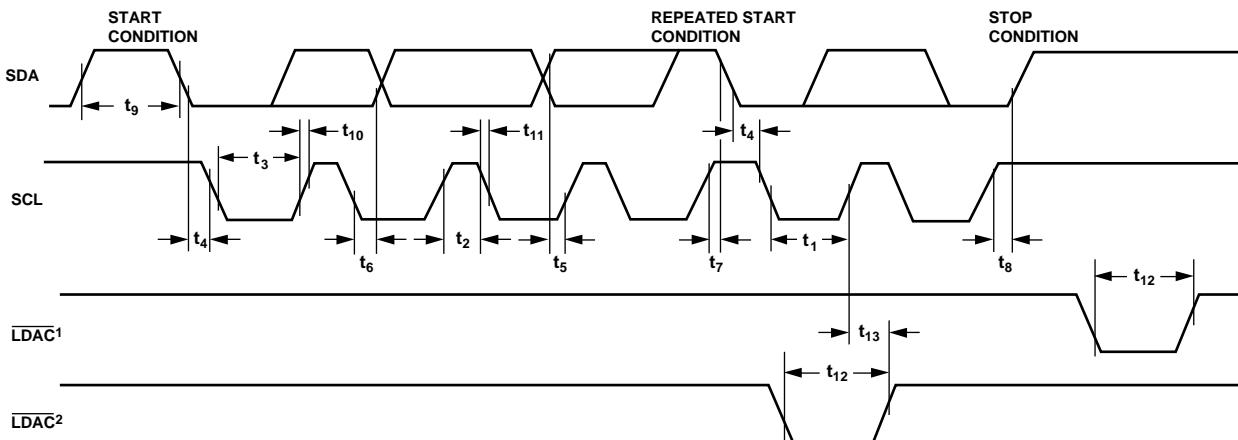 START
CONDITION
REPEATED START
CONDITION
STOP
CONDITION
SDA
t9
t10
t11
t4
t3
SCL
t4
t6
t2
t5
t7
t1
t8
t12
LDAC1
t13
t12
LDAC2